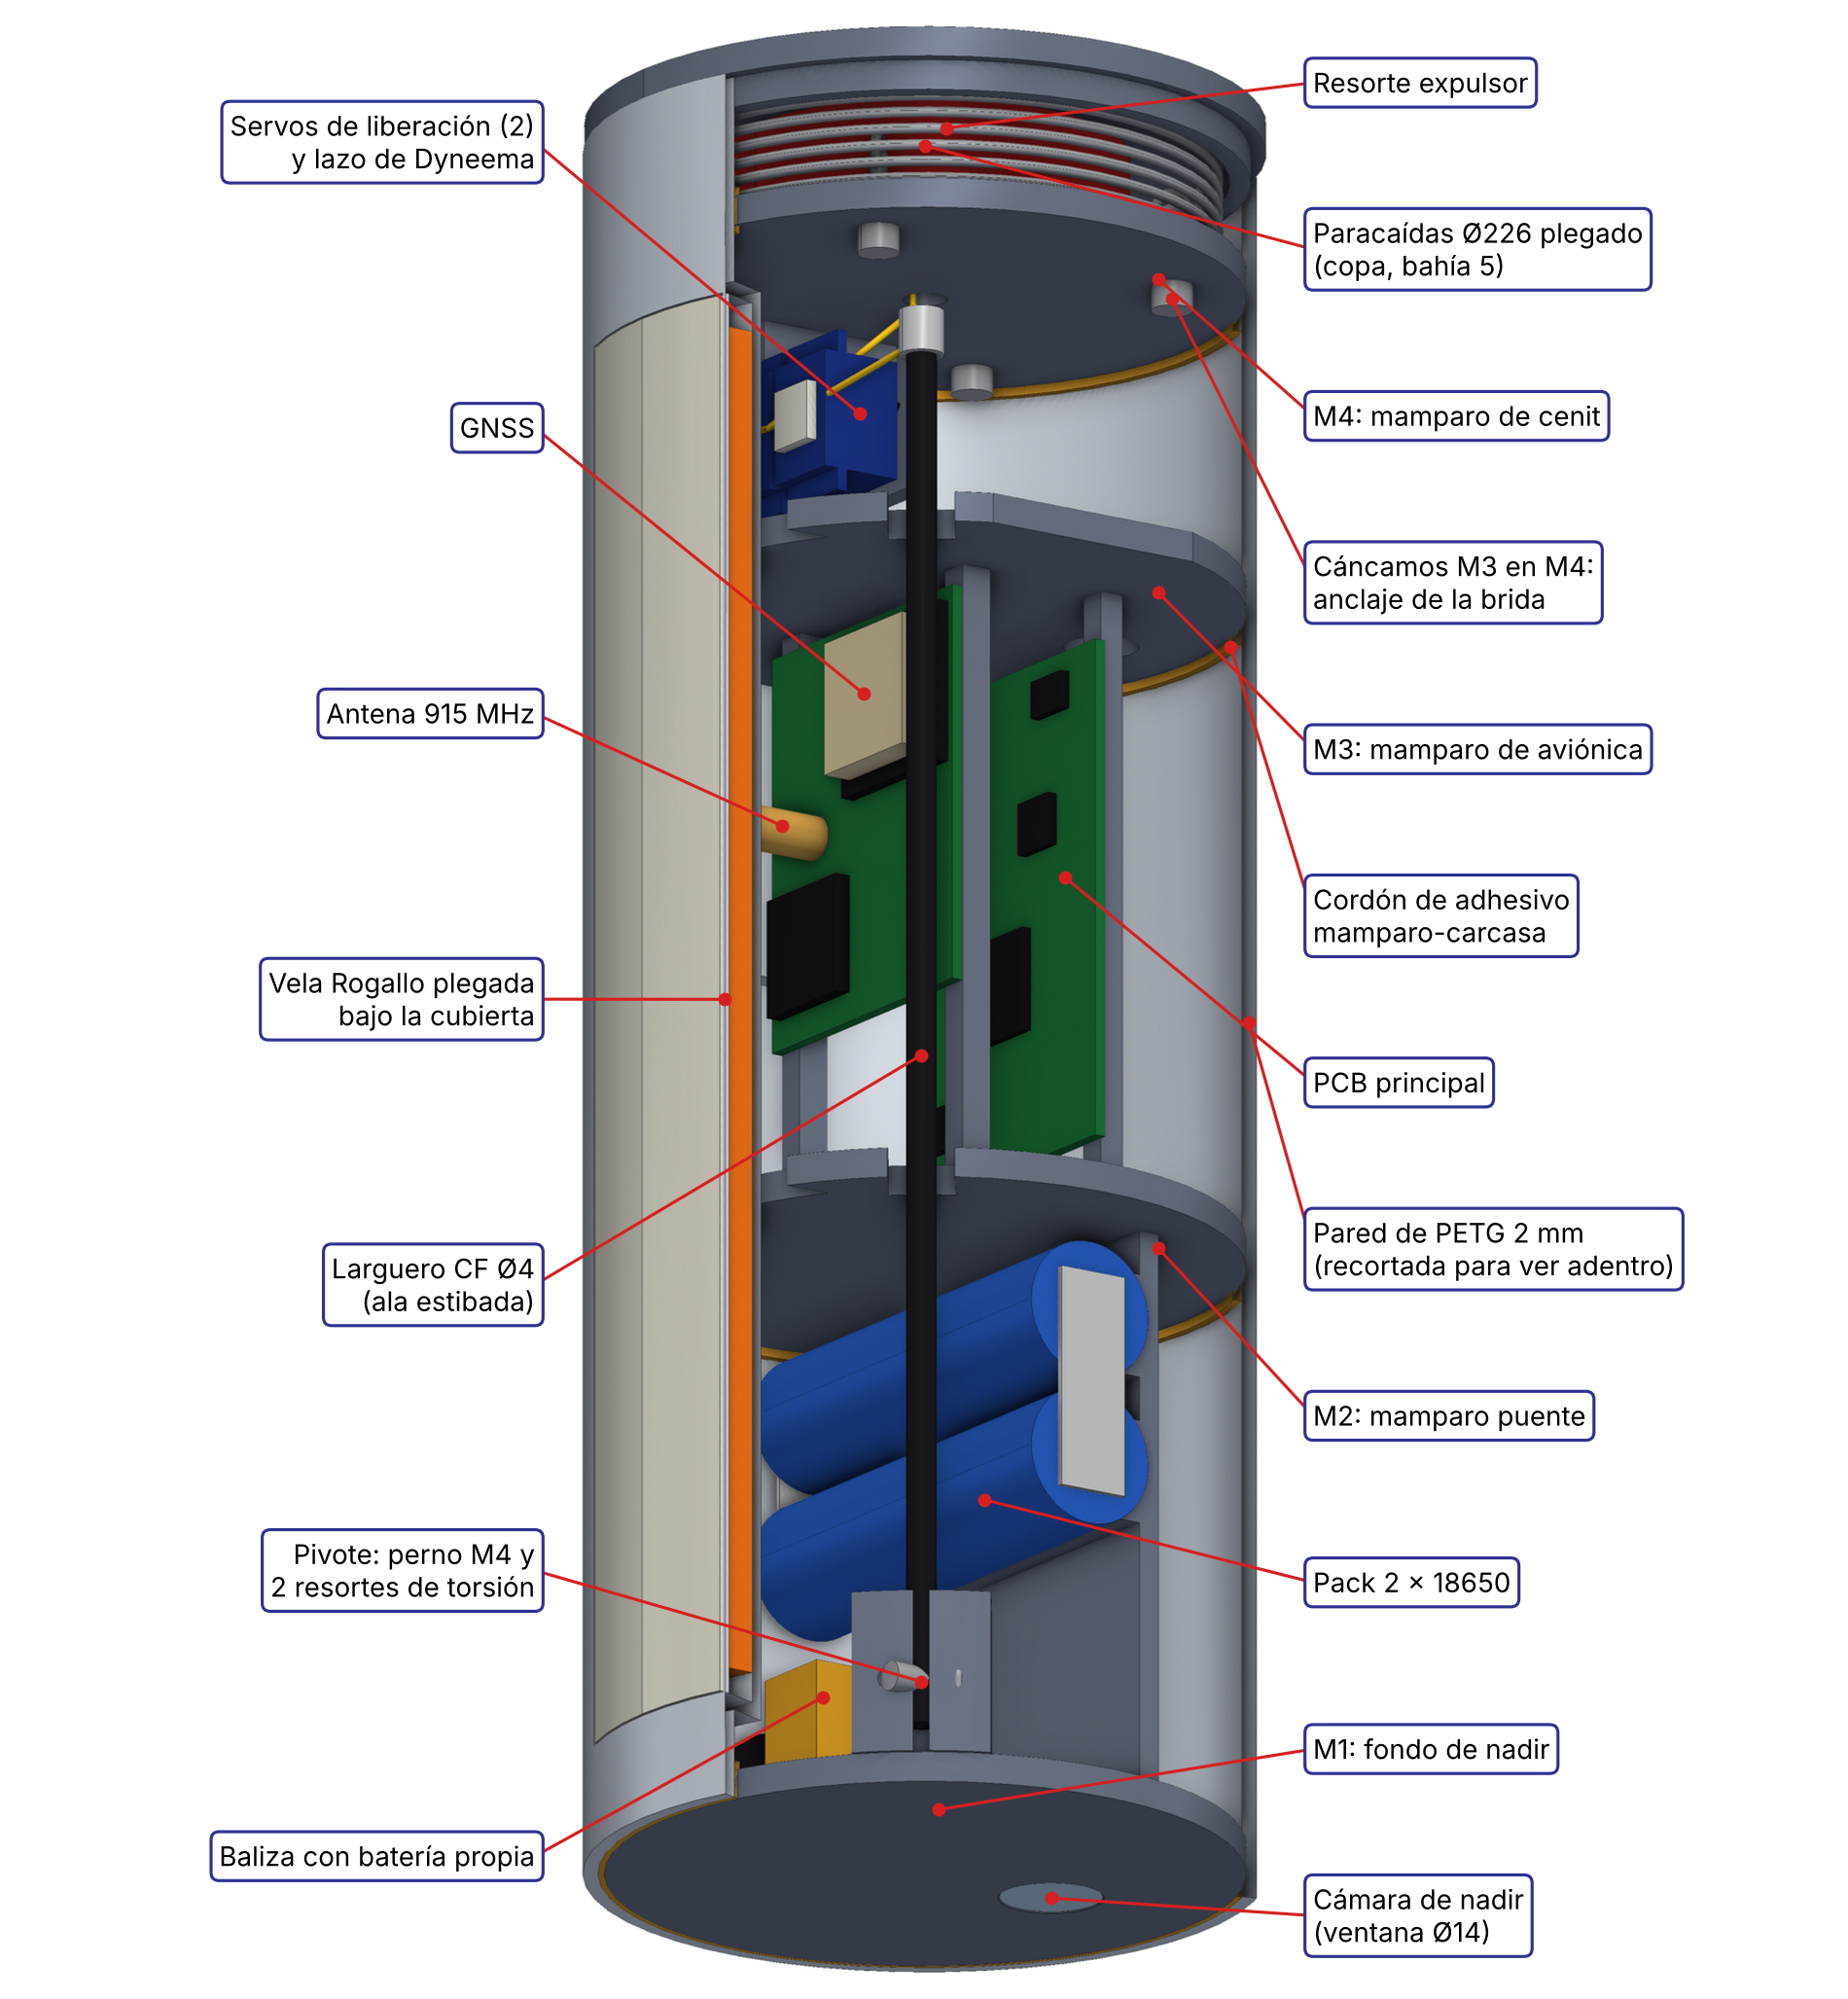 Servos de liberación (2)
y lazo de Dyneema
GNSS
Antena 915 MHz
Vela Rogallo plegada
bajo la cubierta
Larguero CF Ø4
(ala estibada)
Pivote: perno M4 y
2 resortes de torsión
Baliza con batería propia
Resorte expulsor
Paracaídas Ø226 plegado
(copa, bahía 5)
M4: mamparo de cenit
Cáncamos M3 en M4:
anclaje de la brida
M3: mamparo de aviónica
Cordón de adhesivo
mamparo-carcasa
PCB principal
Pared de PETG 2 mm
(recortada para ver adentro)
M2: mamparo puente
Pack 2 × 18650
M1: fondo de nadir
Cámara de nadir
(ventana Ø14)